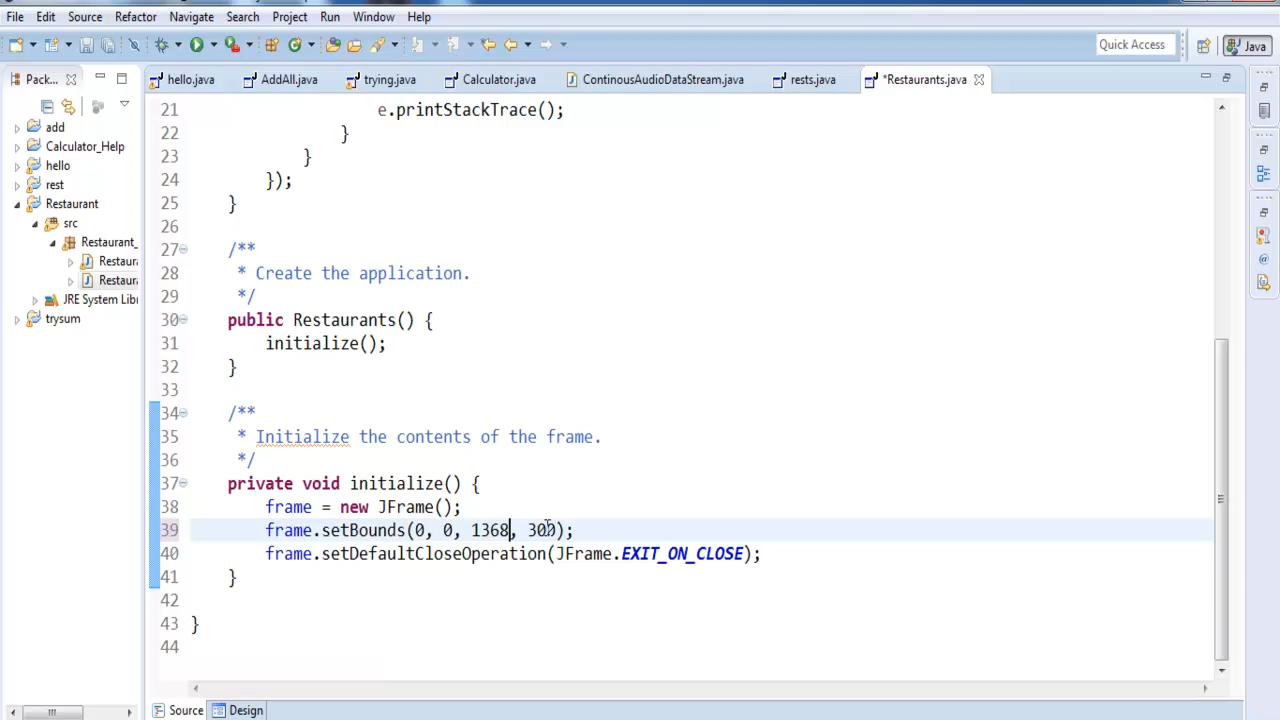 File Edit Source Refactor Navigate Search Project Run Window Help
Quick Access Java
Pack... hello.java AddAll.java trying.java Calculator.java ContinousAudioDataStream.java rests.java *Restaurants.java
add
Calculator_Help
hello
rest
Restaurant
src
Restaurant_
Restaur
Restaur
JRE System Lib
trysum
21 e.printStackTrace();
22 }
23 }
24 });
25 }
26
27 /**
28 * Create the application.
29 */
30 public Restaurants() {
31 initialize();
32 }
33
34 /**
35 * Initialize the contents of the frame.
36 */
37 private void initialize() {
38 frame = new JFrame();
39 frame.setBounds(0, 0, 1368, 300);
40 frame.setDefaultCloseOperation(JFrame.EXIT_ON_CLOSE);
41 }
42
43 }
44
Source Design